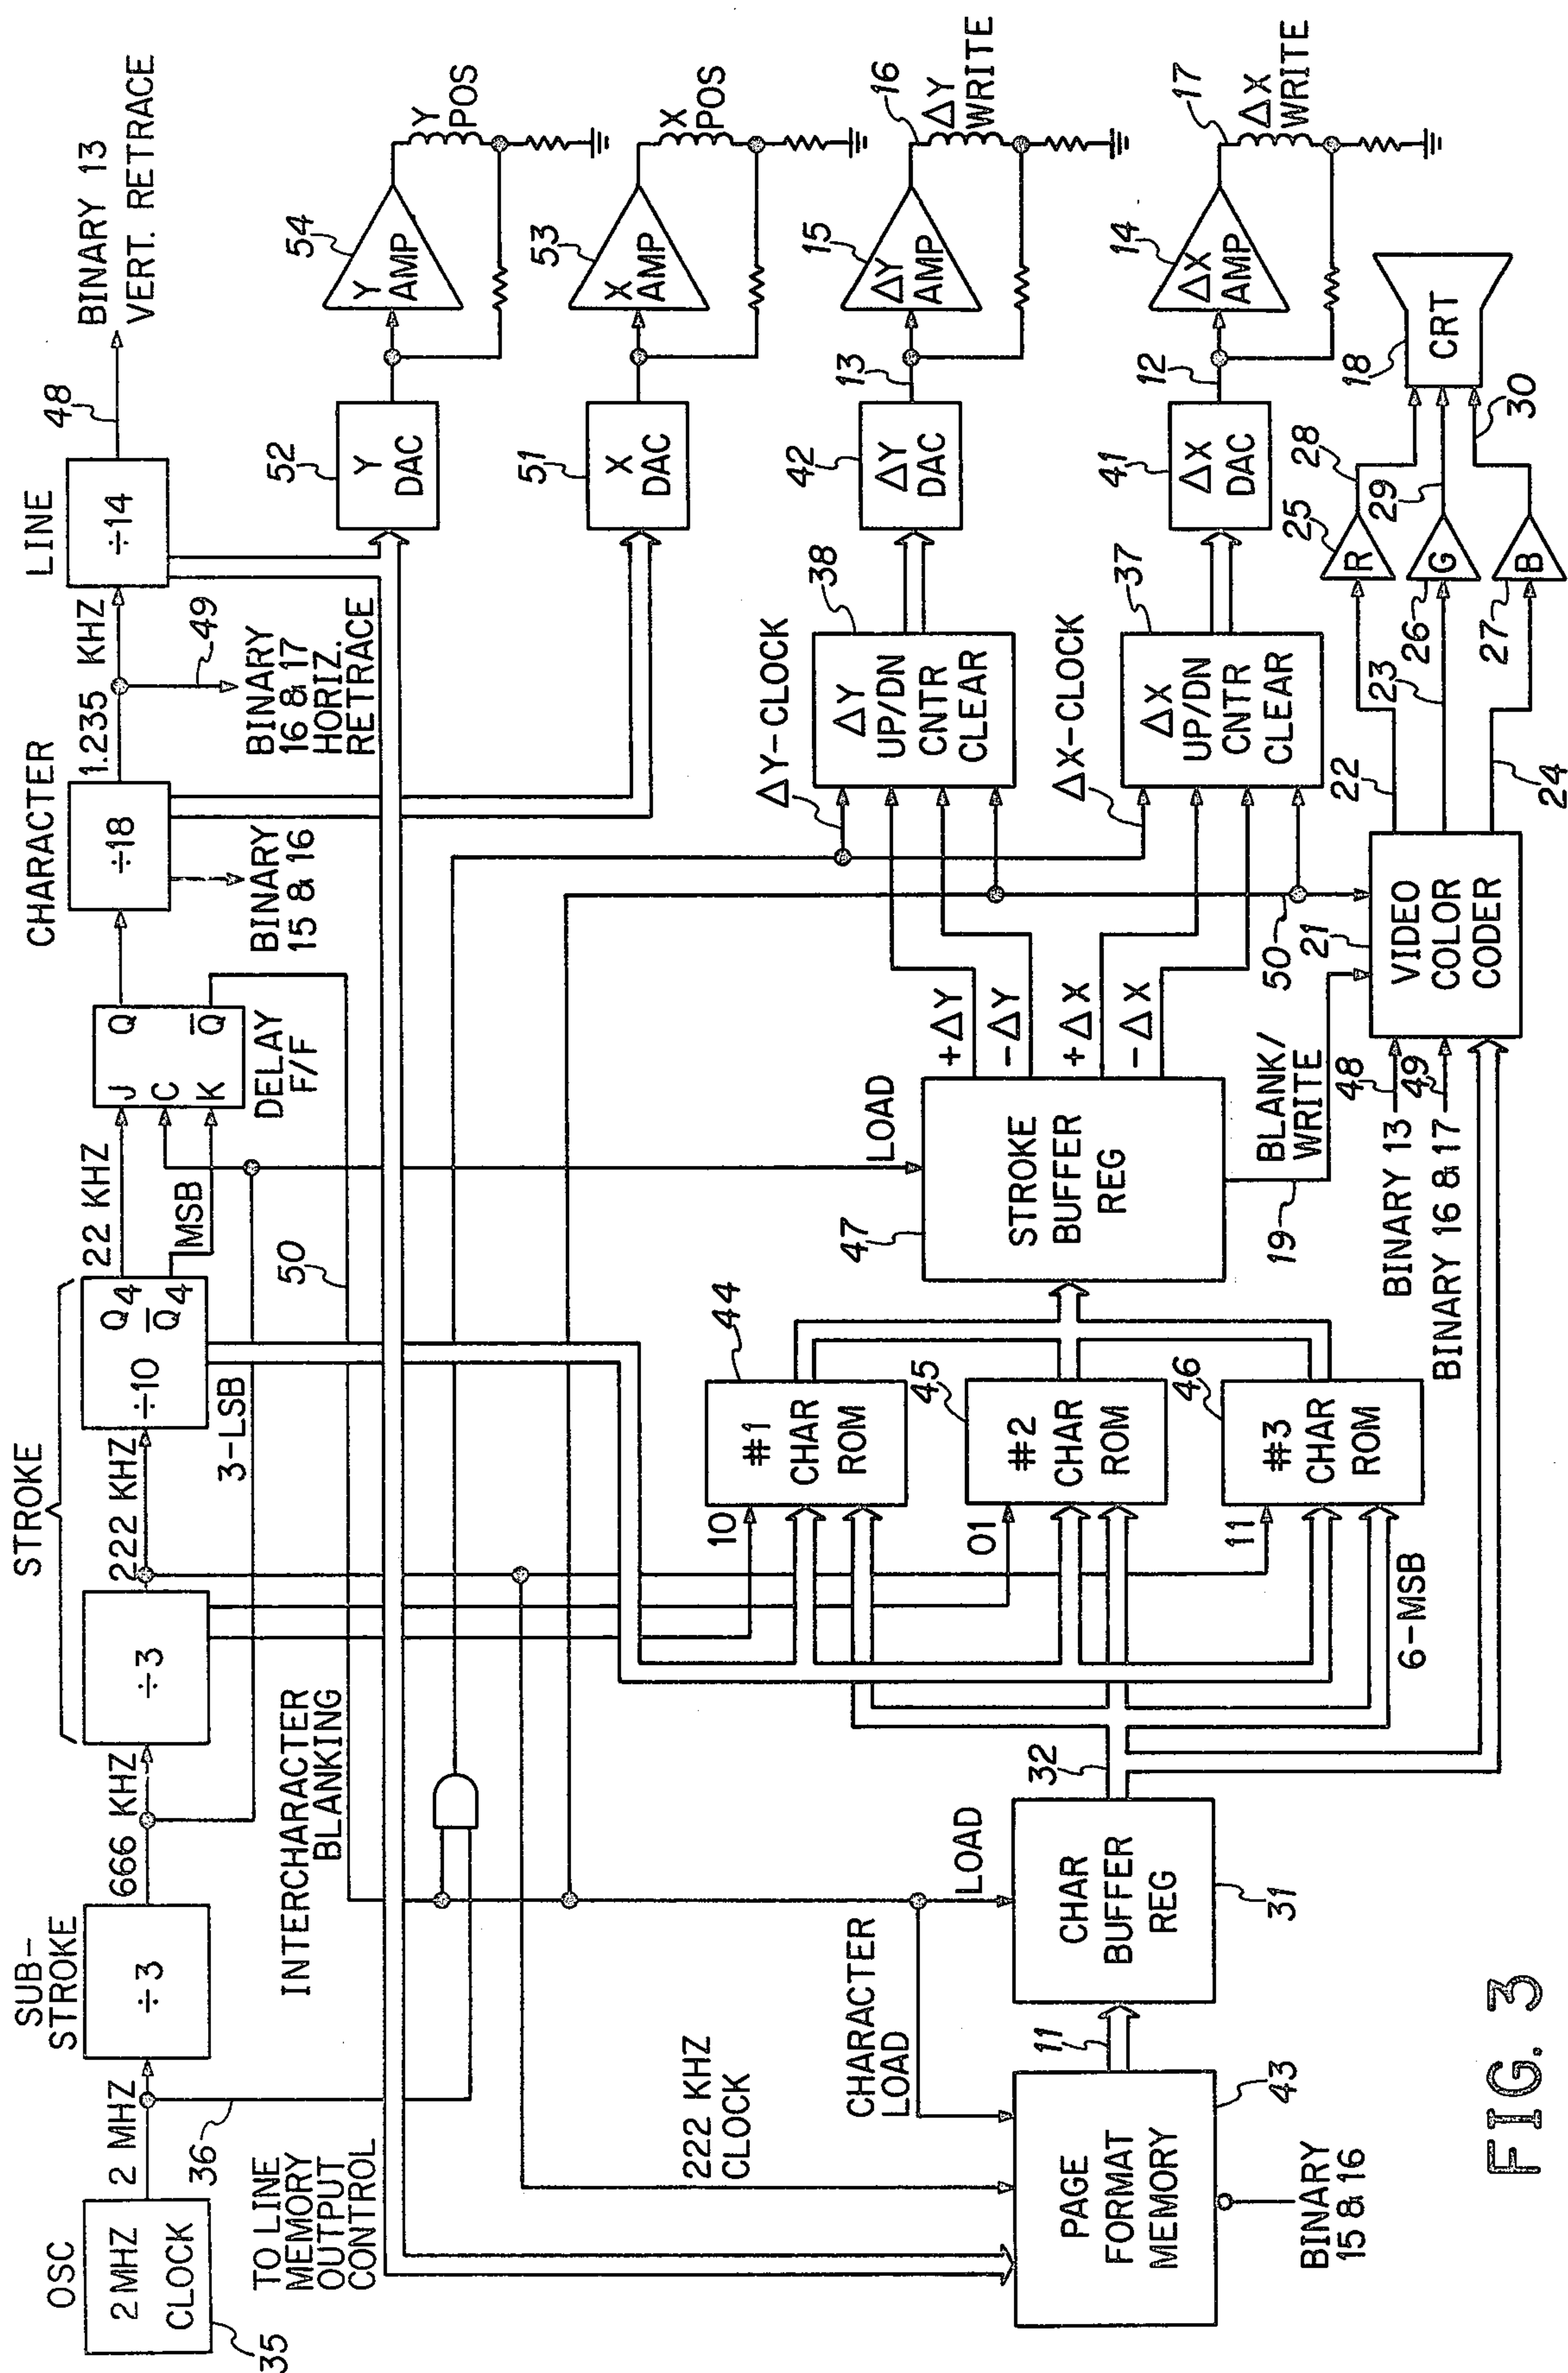 OSC
2 MHZ
CLOCK
35
2 MHZ
36
SUB-
STROKE
÷3
666 KHZ
STROKE
÷3
222 KHZ
÷10
Q4
Q̅4
3-LSB
22 KHZ
MSB
J
C
K
Q
Q̅
DELAY
F/F
CHARACTER
÷18
BINARY
15 & 16
1.235 KHZ
49
BINARY
16 & 17
HORIZ.
RETRACE
LINE
÷14
48
BINARY 13
VERT. RETRACE
TO LINE
MEMORY
OUTPUT
CONTROL
INTERCHARACTER
BLANKING
50
52
Y
DAC
54
Y
AMP
Y
POS
51
X
DAC
53
X
AMP
X
POS
222 KHZ
CLOCK
CHARACTER
LOAD
PAGE
FORMAT
MEMORY
43
BINARY
15 & 16
11
LOAD
CHAR
BUFFER
REG
31
32
10
#1
CHAR
ROM
44
01
#2
CHAR
ROM
45
11
#3
CHAR
ROM
46
6-MSB
LOAD
STROKE
BUFFER
REG
47
+ΔY
-ΔY
+ΔX
-ΔX
BLANK/
WRITE
19
ΔY-CLOCK
ΔY
UP/DN
CNTR
CLEAR
38
42
ΔY
DAC
13
15
ΔY
AMP
16
ΔY
WRITE
ΔX-CLOCK
ΔX
UP/DN
CNTR
CLEAR
37
41
ΔX
DAC
12
14
ΔX
AMP
17
ΔX
WRITE
50
21
VIDEO
COLOR
CODER
BINARY 13
48
BINARY 16 & 17
49
22
23
24
R
25
G
26
B
27
28
29
30
18
CRT
FIG. 3